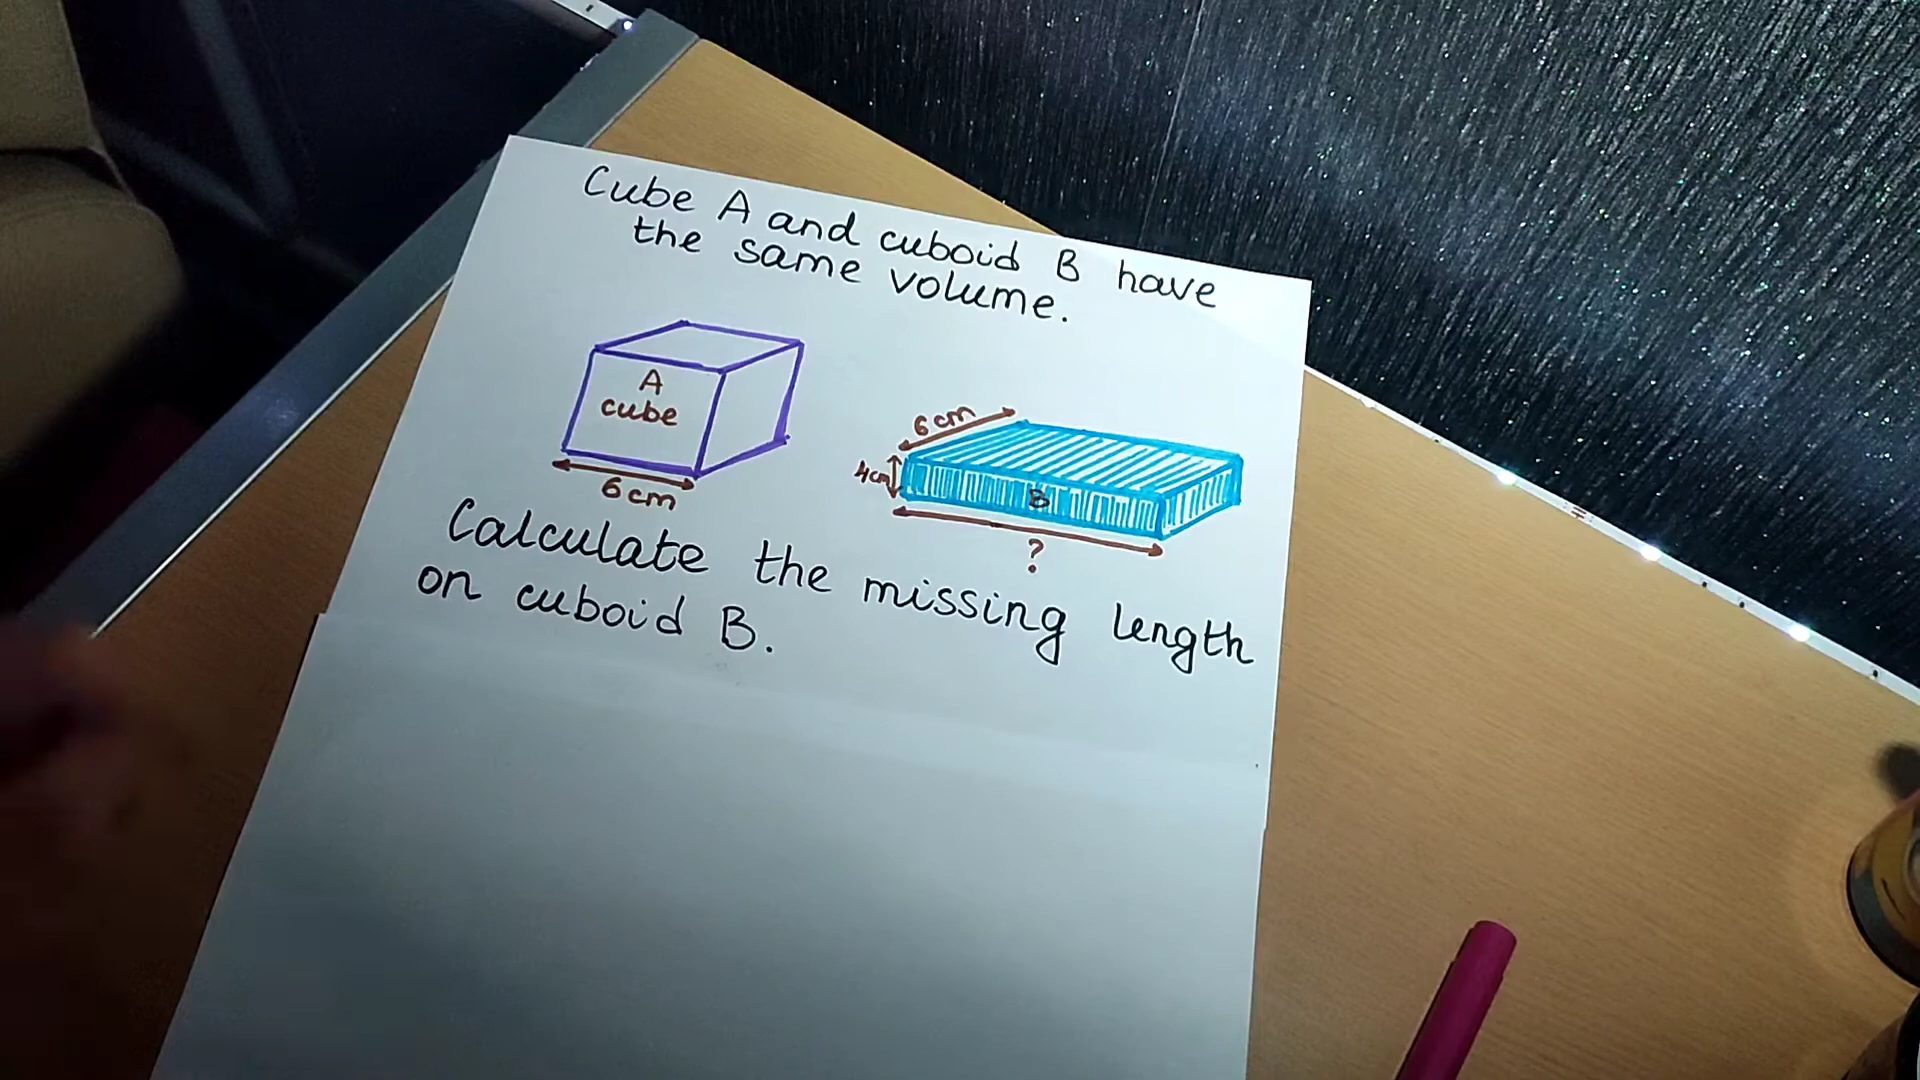 Cube A and cuboid B have
the same volume.
A
cube
6 cm
6 cm
4cm
B
?
Calculate the missing length
on cuboid B.